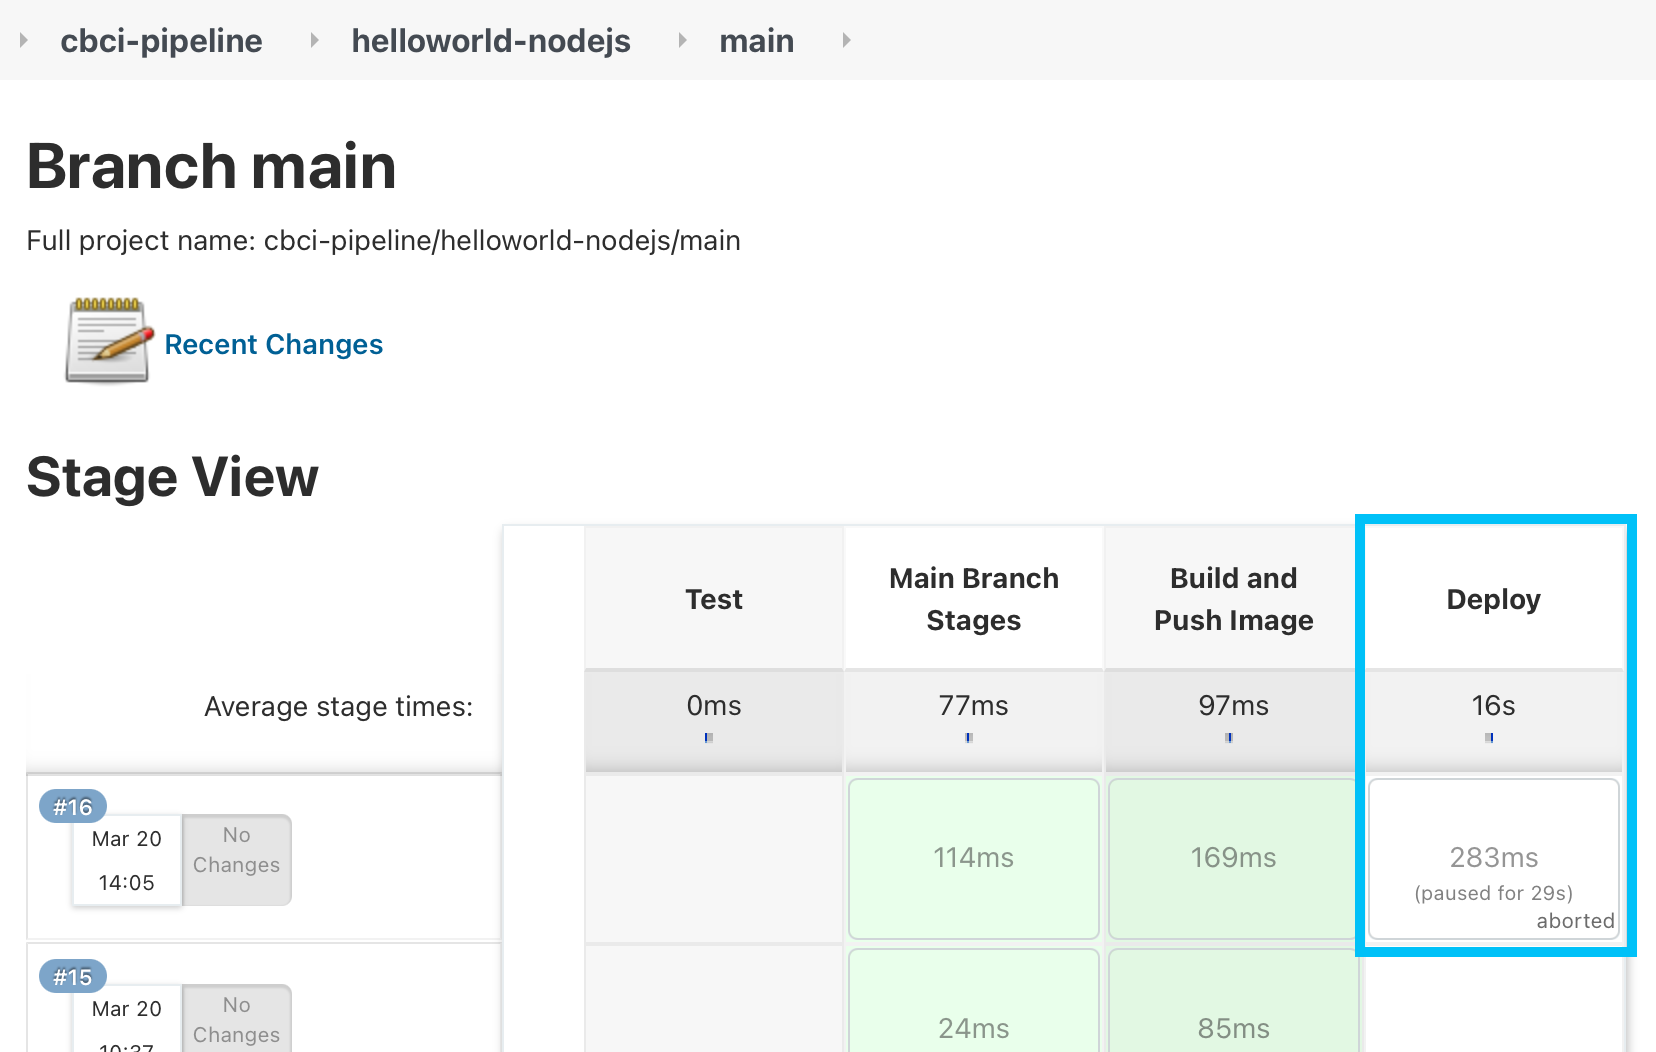 cbci-pipeline helloworld-nodejs main
Branch main
Full project name: cbci-pipeline/helloworld-nodejs/main
Recent Changes
Stage View
Test
Main Branch
Stages
Build and
Push Image
Deploy
Average stage times:
0ms
77ms
97ms
16s
#16
Mar 20
14:05
No
Changes
114ms
169ms
283ms
(paused for 29s)
aborted
#15
Mar 20
10:37
No
Changes
24ms
85ms